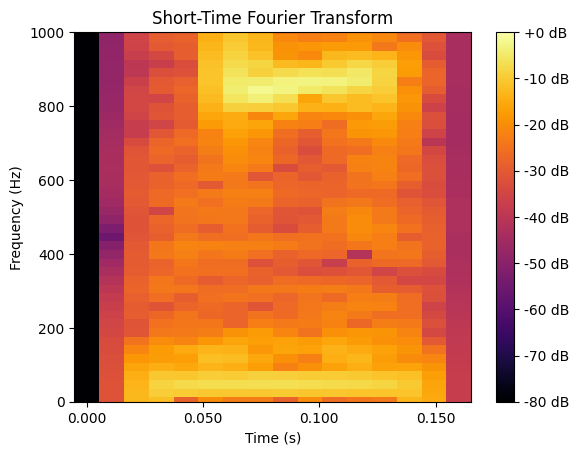 Short-Time Fourier Transform
1000
800
600
400
200
0
Frequency (Hz)
0.000
0.050
0.100
0.150
Time (s)
+0 dB
-10 dB
-20 dB
-30 dB
-40 dB
-50 dB
-60 dB
-70 dB
-80 dB